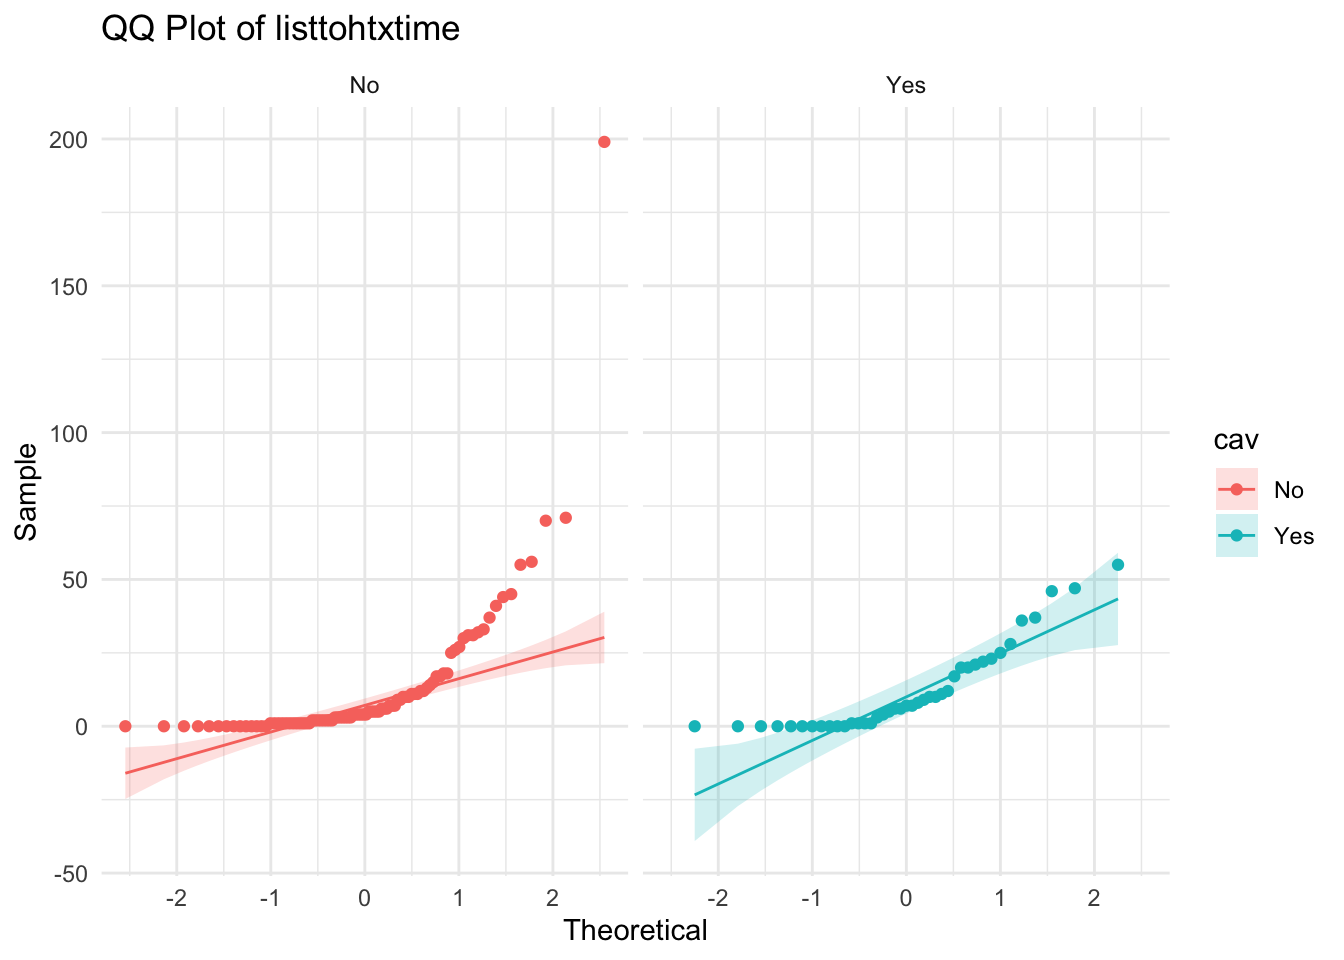 QQ Plot of listtohtxtime
No
Yes
200
150
100
50
0
-50
Sample
-2 -1 0 1 2
-2 -1 0 1 2
Theoretical
cav
No
Yes